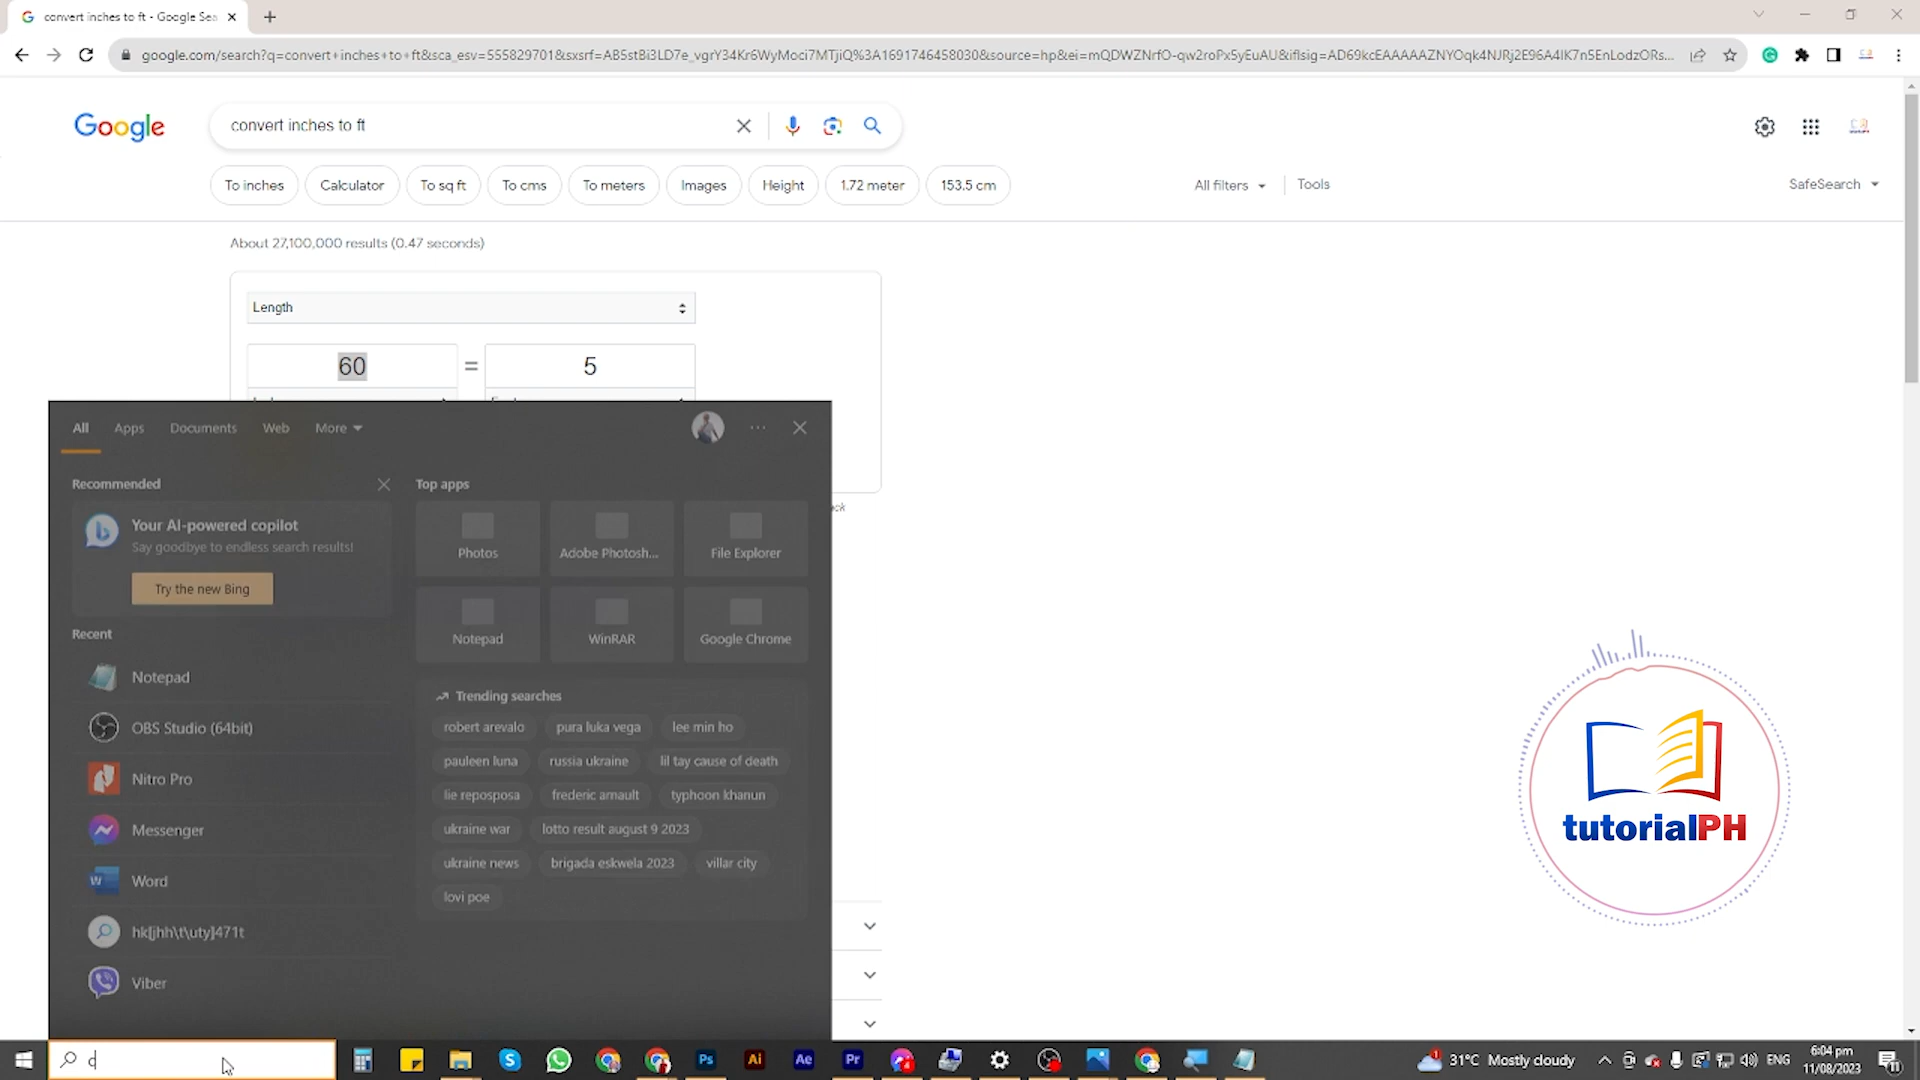 convert inches to ft - Google Sea
google.com/search?q=convert+inches+to+ft&sca_esv=555829701&sxsrf=AB5stBi3LD7e_vgrY34Kr6WyMoci7MTjiQ%3A1691746458030&source=hp&ei=mQDWZNrfO-qw2roPx5yEuAU&iflsig=AD69kcEAAAAAZNYOqk4NJRj2E96A4IK7n5EnLodzORs...
Google
convert inches to ft
To inches
Calculator
To sq ft
To cms
To meters
Images
Height
1.72 meter
153.5 cm
All filters
Tools
SafeSearch
About 27,100,000 results (0.47 seconds)
Length
60 = 5
All Apps Documents Web More
Recommended
Your AI-powered copilot
Say goodbye to endless search results!
Try the new Bing
Recent
Notepad
OBS Studio (64bit)
Nitro Pro
Messenger
Word
hk[jhh\t\uty]471t
Viber
Top apps
Photos
Adobe Photosh...
File Explorer
Notepad
WinRAR
Google Chrome
Trending searches
robert arevalo
pura luka vega
lee min ho
pauleen luna
russia ukraine
lil tay cause of death
lie reposposa
frederic arnault
typhoon khanun
ukraine war
lotto result august 9 2023
ukraine news
brigada eskwela 2023
villar city
lovi poe
tutorialPH
c
Ps
Ai
Ae
Pr
31°C Mostly cloudy
ENG
6:04 pm
11/08/2023